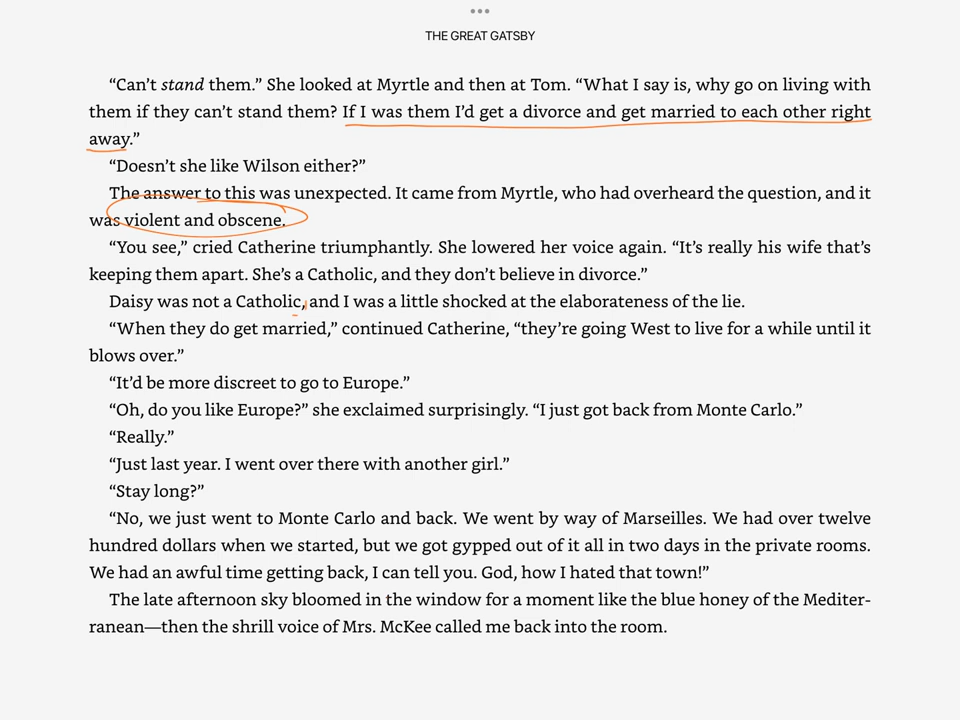 THE GREAT GATSBY
“Can’t stand them.” She looked at Myrtle and then at Tom. “What I say is, why go on living with
them if they can’t stand them? If I was them I’d get a divorce and get married to each other right
away.”
“Doesn’t she like Wilson either?”
The answer to this was unexpected. It came from Myrtle, who had overheard the question, and it
was violent and obscene.
“You see,” cried Catherine triumphantly. She lowered her voice again. “It’s really his wife that’s
keeping them apart. She’s a Catholic, and they don’t believe in divorce.”
Daisy was not a Catholic, and I was a little shocked at the elaborateness of the lie.
“When they do get married,” continued Catherine, “they’re going West to live for a while until it
blows over.”
“It’d be more discreet to go to Europe.”
“Oh, do you like Europe?” she exclaimed surprisingly. “I just got back from Monte Carlo.”
“Really.”
“Just last year. I went over there with another girl.”
“Stay long?”
“No, we just went to Monte Carlo and back. We went by way of Marseilles. We had over twelve
hundred dollars when we started, but we got gypped out of it all in two days in the private rooms.
We had an awful time getting back, I can tell you. God, how I hated that town!”
The late afternoon sky bloomed in the window for a moment like the blue honey of the Mediter-
ranean—then the shrill voice of Mrs. McKee called me back into the room.